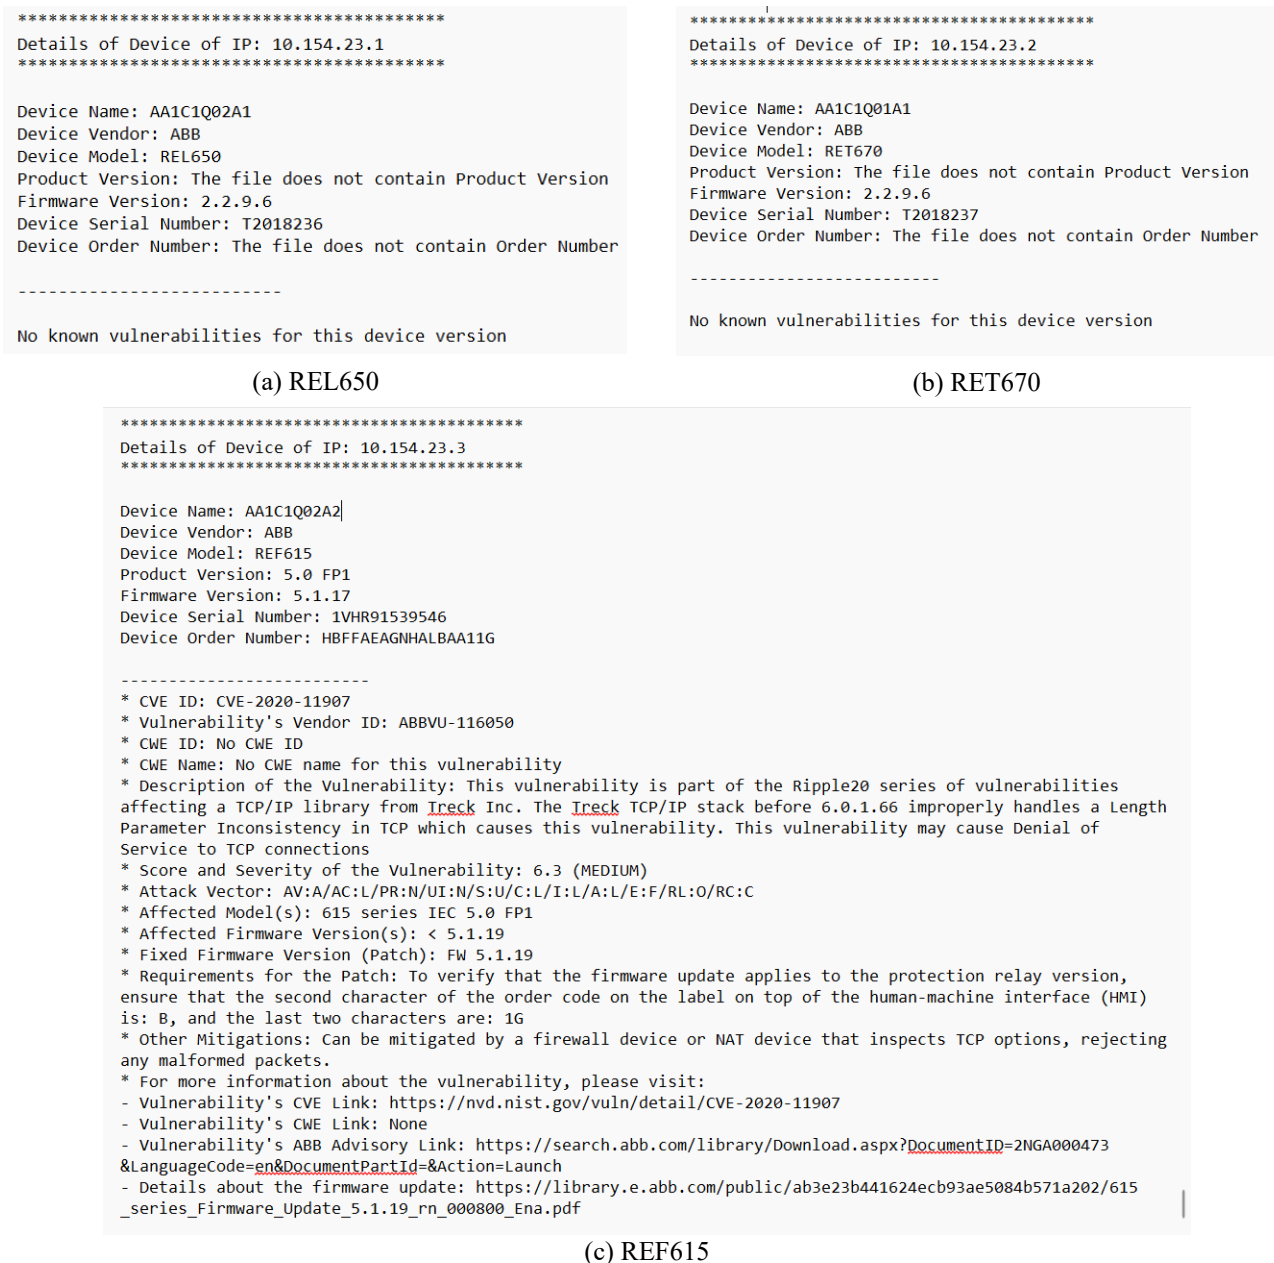 ******************************************
Details of Device of IP: 10.154.23.1
******************************************
Device Name: AA1C1Q02A1
Device Vendor: ABB
Device Model: REL650
Product Version: The file does not contain Product Version
Firmware Version: 2.2.9.6
Device Serial Number: T2018236
Device Order Number: The file does not contain Order Number
--------------------------
No known vulnerabilities for this device version
(a) REL650
******************************************
Details of Device of IP: 10.154.23.2
******************************************
Device Name: AA1C1Q01A1
Device Vendor: ABB
Device Model: RET670
Product Version: The file does not contain Product Version
Firmware Version: 2.2.9.6
Device Serial Number: T2018237
Device Order Number: The file does not contain Order Number
--------------------------
No known vulnerabilities for this device version
(b) RET670
******************************************
Details of Device of IP: 10.154.23.3
******************************************
Device Name: AA1C1Q02A2
Device Vendor: ABB
Device Model: REF615
Product Version: 5.0 FP1
Firmware Version: 5.1.17
Device Serial Number: 1VHR91539546
Device Order Number: HBFFAEAGNHALBAA11G
--------------------------
* CVE ID: CVE-2020-11907
* Vulnerability's Vendor ID: ABBVU-116050
* CWE ID: No CWE ID
* CWE Name: No CWE name for this vulnerability
* Description of the Vulnerability: This vulnerability is part of the Ripple20 series of vulnerabilities
affecting a TCP/IP library from Treck Inc. The Treck TCP/IP stack before 6.0.1.66 improperly handles a Length
Parameter Inconsistency in TCP which causes this vulnerability. This vulnerability may cause Denial of
Service to TCP connections
* Score and Severity of the Vulnerability: 6.3 (MEDIUM)
* Attack Vector: AV:A/AC:L/PR:N/UI:N/S:U/C:L/I:L/A:L/E:F/RL:O/RC:C
* Affected Model(s): 615 series IEC 5.0 FP1
* Affected Firmware Version(s): < 5.1.19
* Fixed Firmware Version (Patch): FW 5.1.19
* Requirements for the Patch: To verify that the firmware update applies to the protection relay version,
ensure that the second character of the order code on the label on top of the human-machine interface (HMI)
is: B, and the last two characters are: 1G
* Other Mitigations: Can be mitigated by a firewall device or NAT device that inspects TCP options, rejecting
any malformed packets.
* For more information about the vulnerability, please visit:
- Vulnerability's CVE Link: https://nvd.nist.gov/vuln/detail/CVE-2020-11907
- Vulnerability's CWE Link: None
- Vulnerability's ABB Advisory Link: https://search.abb.com/library/Download.aspx?DocumentID=2NGA000473
&LanguageCode=en&DocumentPartId=&Action=Launch
- Details about the firmware update: https://library.e.abb.com/public/ab3e23b441624ecb93ae5084b571a202/615
_series_Firmware_Update_5.1.19_rn_000800_Ena.pdf
(c) REF615